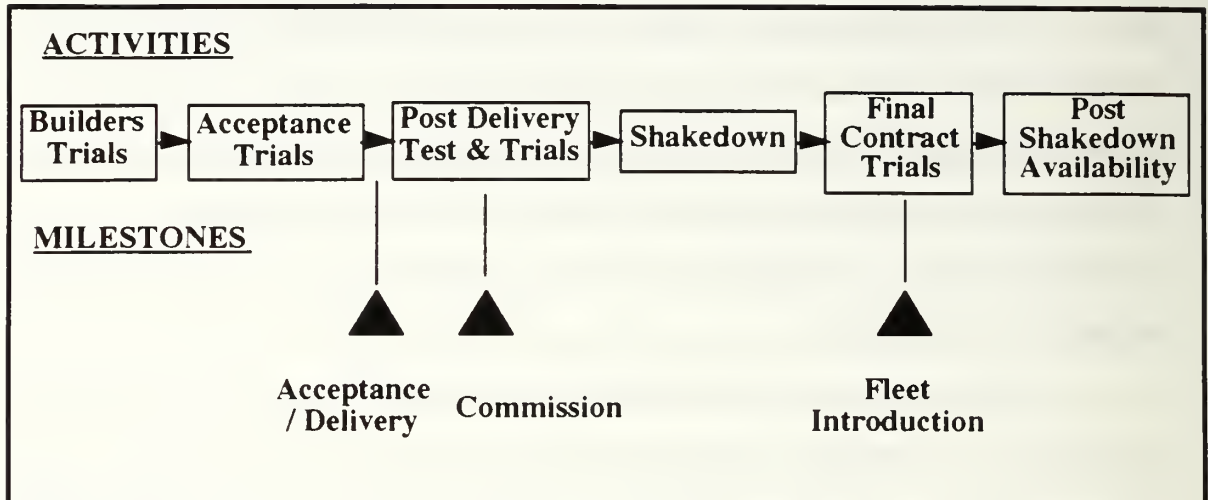 ACTIVITIES
Builders
Trials
Acceptance
Trials
Post Delivery
Test & Trials
Shakedown
Final
Contract
Trials
Post
Shakedown
Availability
MILESTONES
Acceptance
/ Delivery
Commission
Fleet
Introduction